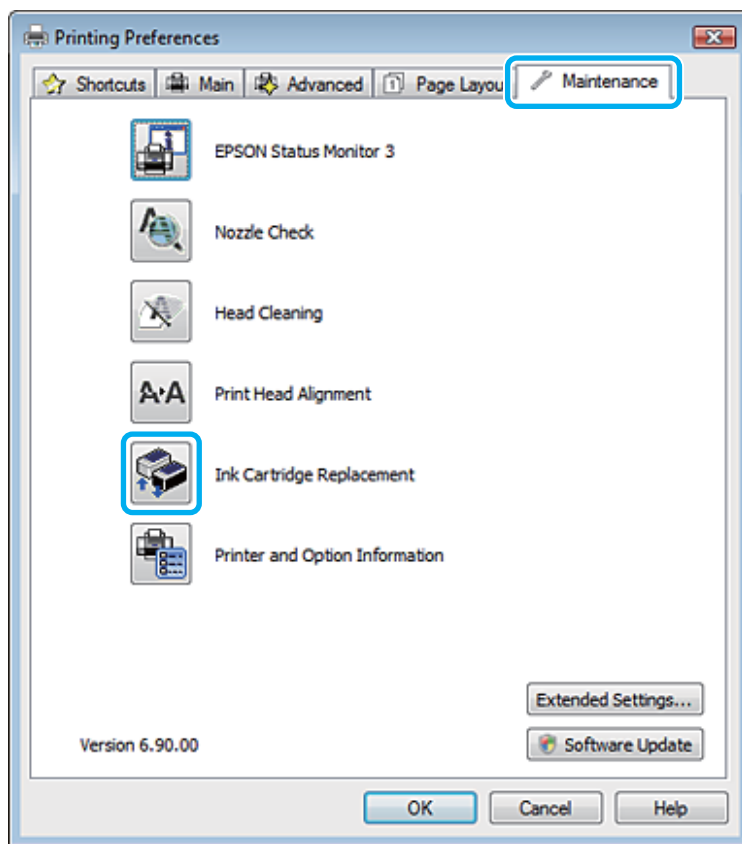 Printing Preferences
Shortcuts Main Advanced 1 Page Layou Maintenance
EPSON Status Monitor 3
Nozzle Check
Head Cleaning
A A Print Head Alignment
Ink Cartridge Replacement
Printer and Option Information
Extended Settings...
Version 6.90.00 Software Update
OK Cancel Help